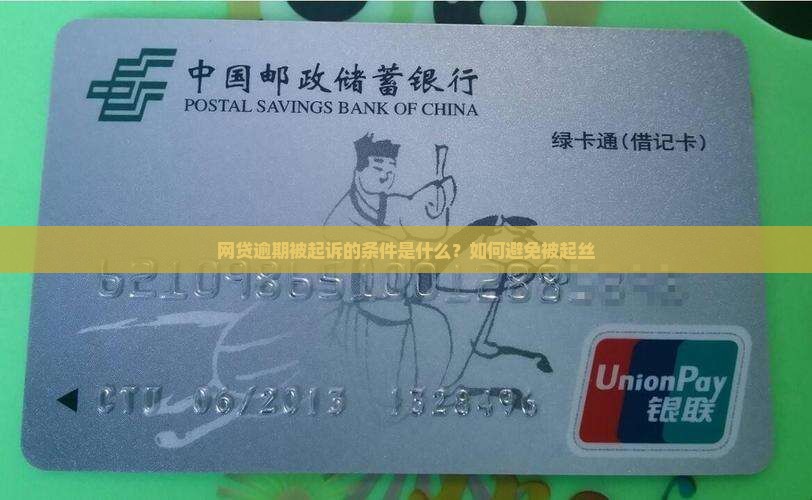 中国邮政储蓄银行
POSTAL SAVINGS BANK OF CHINA
绿卡通(借记卡)
网贷逾期被起诉的条件是什么？如何避免被起丝
CTU 06/2013 1328496
UnionPay
银联